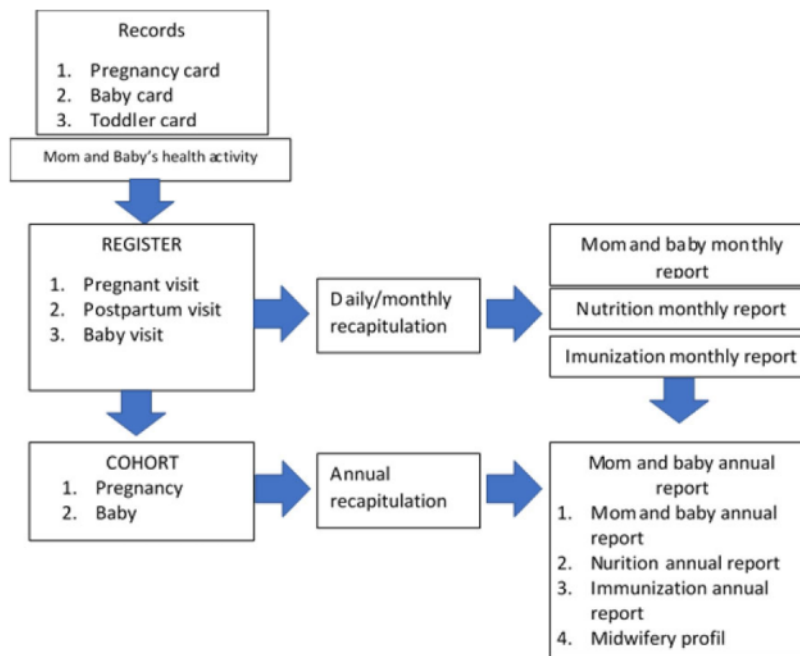 Records
1. Pregnancy card
2. Baby card
3. Toddler card
Mom and Baby's health activity
REGISTER
1. Pregnant visit
2. Postpartum visit
3. Baby visit
Daily/monthly
recapitulation
Mom and baby monthly
report
Nutrition monthly report
Imunization monthly report
COHORT
1. Pregnancy
2. Baby
Annual
recapitulation
Mom and baby annual
report
1. Mom and baby annual
report
2. Nurition annual report
3. Immunization annual
report
4. Midwifery profil